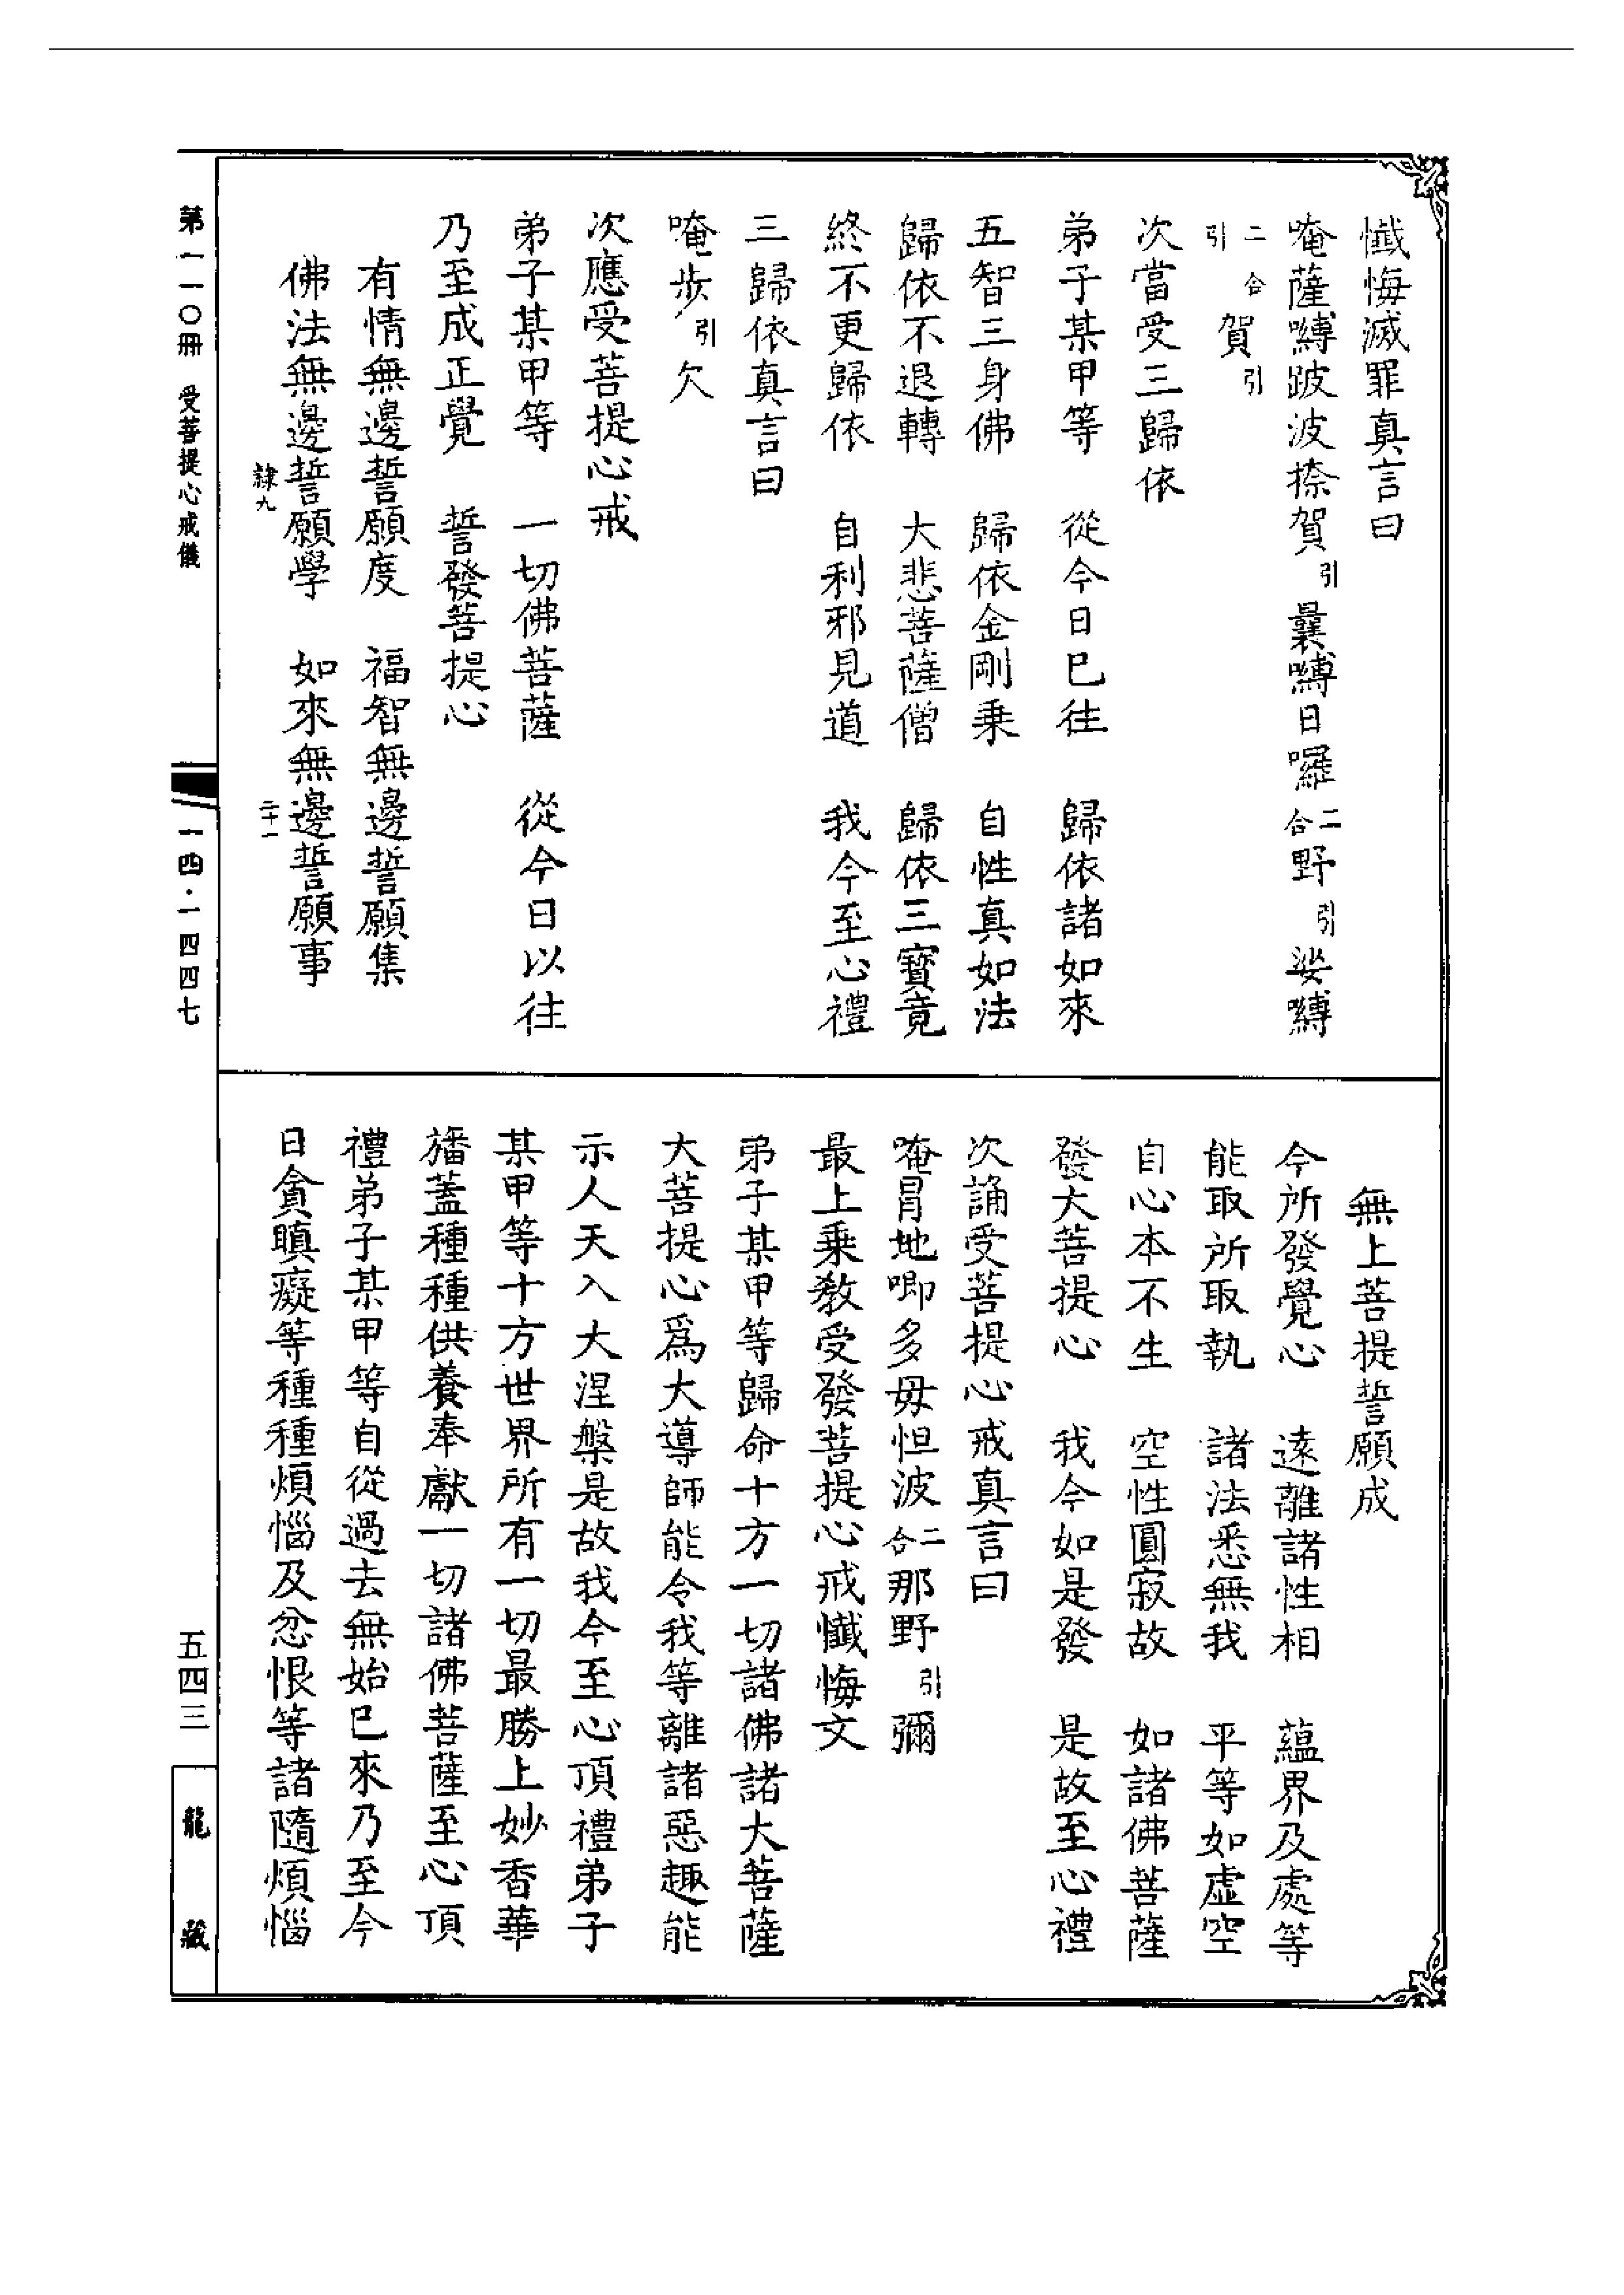 懺悔滅罪真言曰
唵薩嚩跛波捺賀引曩嚩日囉二合野引娑嚩
二合引賀引
次當受三歸依
弟子某甲等　從今日已往　歸依諸如來
五智三身佛　歸依金剛乘　自性真如法
歸依不退轉　大悲菩薩僧　歸依三寶竟
終不更歸依　自利邪見道　我今至心禮
三歸依真言曰
唵步引欠
次應受菩提心戒
弟子某甲等　一切佛菩薩　從今日以往
乃至成正覺　誓發菩提心
有情無邊誓願度　福智無邊誓願集
佛法無邊誓願學　如來無邊誓願事
隸九　二十一
無上菩提誓願成
今所發覺心　遠離諸性相　蘊界及處等
能取所取執　諸法悉無我　平等如虛空
自心本不生　空性圓寂故　如諸佛菩薩
發大菩提心　我今如是發　是故至心禮
次誦受菩提心戒真言曰
唵冐地唧多母怛波二合那野引彌
最上乘教受發菩提心戒懺悔文
弟子某甲等歸命十方一切諸佛諸大菩薩
大菩提心為大導師能令我等離諸惡趣能
示人天入大涅槃是故我今至心頂禮弟子
某甲等十方世界所有一切最勝上妙香華
旛蓋種種供養奉獻一切諸佛菩薩至心頂
禮弟子某甲等自從過去無始已來乃至今
日貪瞋癡等種種煩惱及忿恨等諸隨煩惱
第一一〇冊　受菩提心戒儀
一四·一四四七
五四三
龍藏